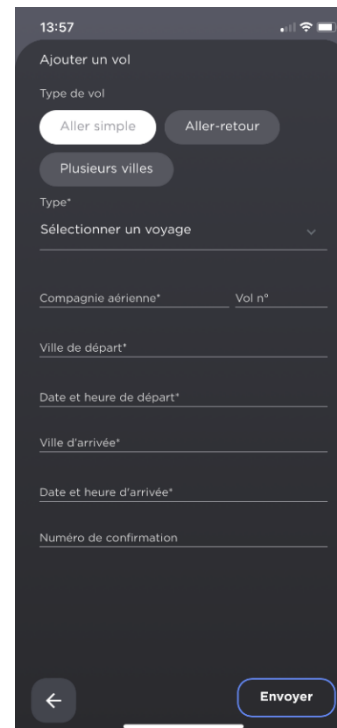 13:57
Ajouter un vol
Type de vol
Aller simple
Aller-retour
Plusieurs villes
Type*
Sélectionner un voyage
Compagnie aérienne*
Vol n°
Ville de départ*
Date et heure de départ*
Ville d'arrivée*
Date et heure d'arrivée*
Numéro de confirmation
Envoyer